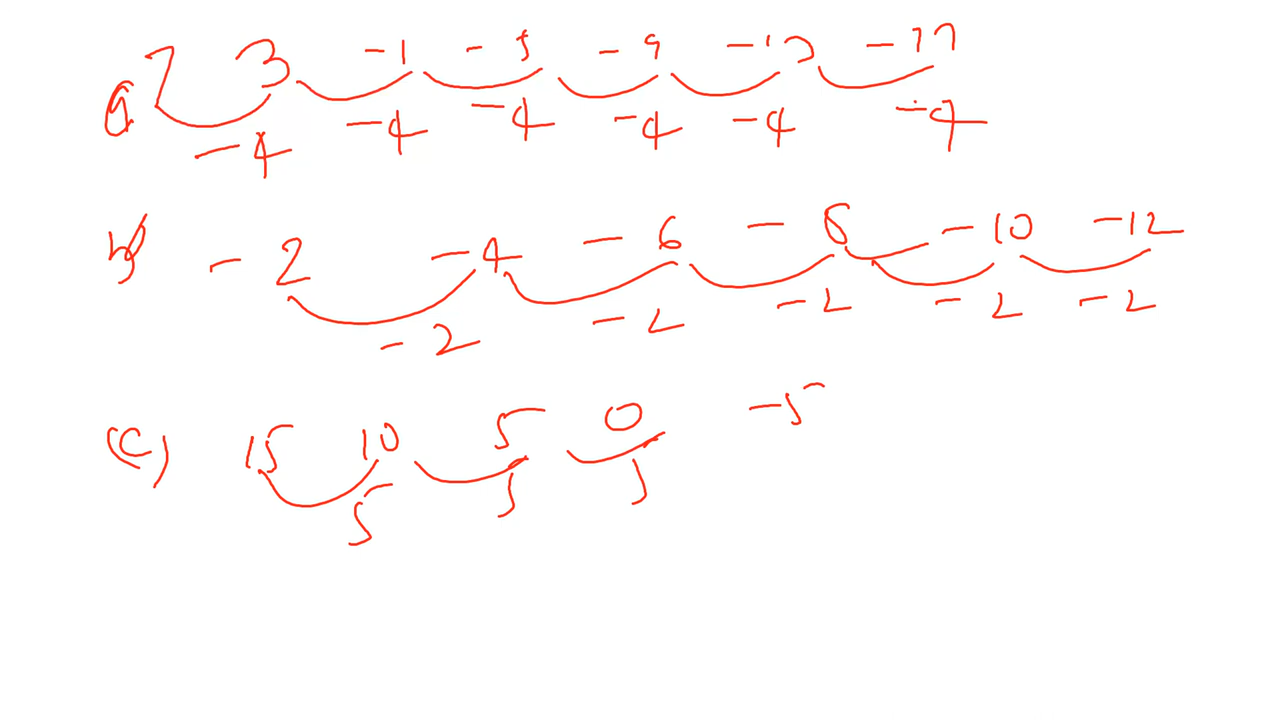 a) 7 3 -1 -5 -9 -13 -17
-4 -4 -4 -4 -4 -4
b) -2 -4 -6 -8 -10 -12
-2 -2 -2 -2 -2
(c) 15 10 5 0 -5
5 5 5